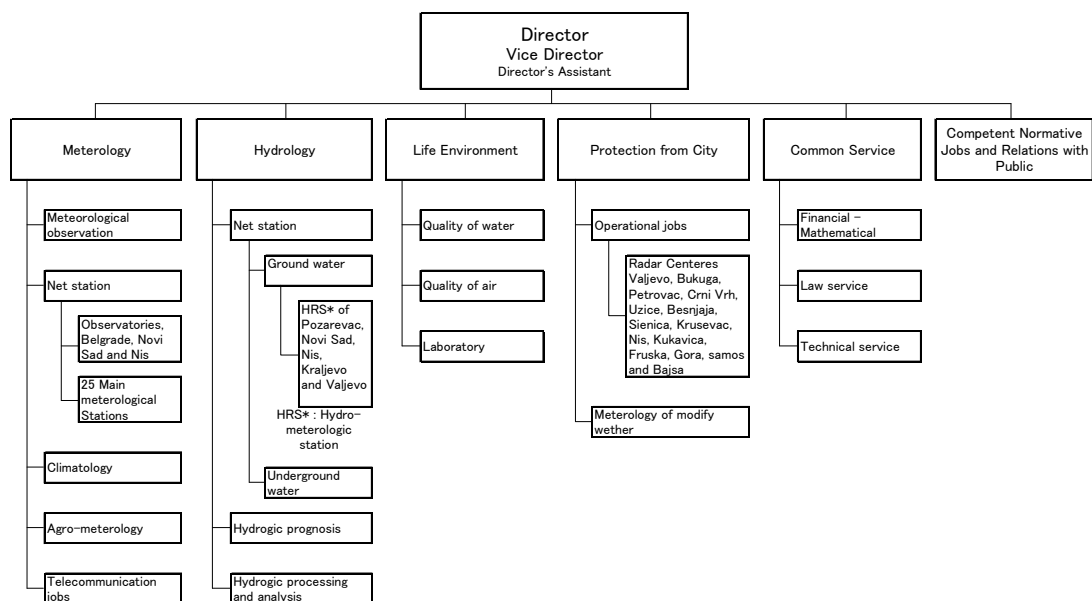 Director
Vice Director
Director's Assistant
Meterology
Hydrology
Life Environment
Protection from City
Common Service
Competent Normative
Jobs and Relations with
Public
Meteorological
observation
Net station
Observatories,
Belgrade, Novi
Sad and Nis
25 Main
meterological
Stations
Climatology
Agro-meterology
Telecommunication
jobs
Net station
Ground water
HRS* of
Pozarevac,
Novi Sad,
Nis,
Kraljevo
and Valjevo
HRS* : Hydro-
meterologic
station
Underground
water
Hydrogic prognosis
Hydrogic processing
and analysis
Quality of water
Quality of air
Laboratory
Operational jobs
Radar Centeres
Valjevo, Bukuga,
Petrovac, Crni Vrh,
Uzice, Besnjaja,
Sienica, Krusevac,
Nis, Kukavica,
Fruska, Gora, samos
and Bajsa
Meterology of modify
wether
Financial -
Mathematical
Law service
Technical service